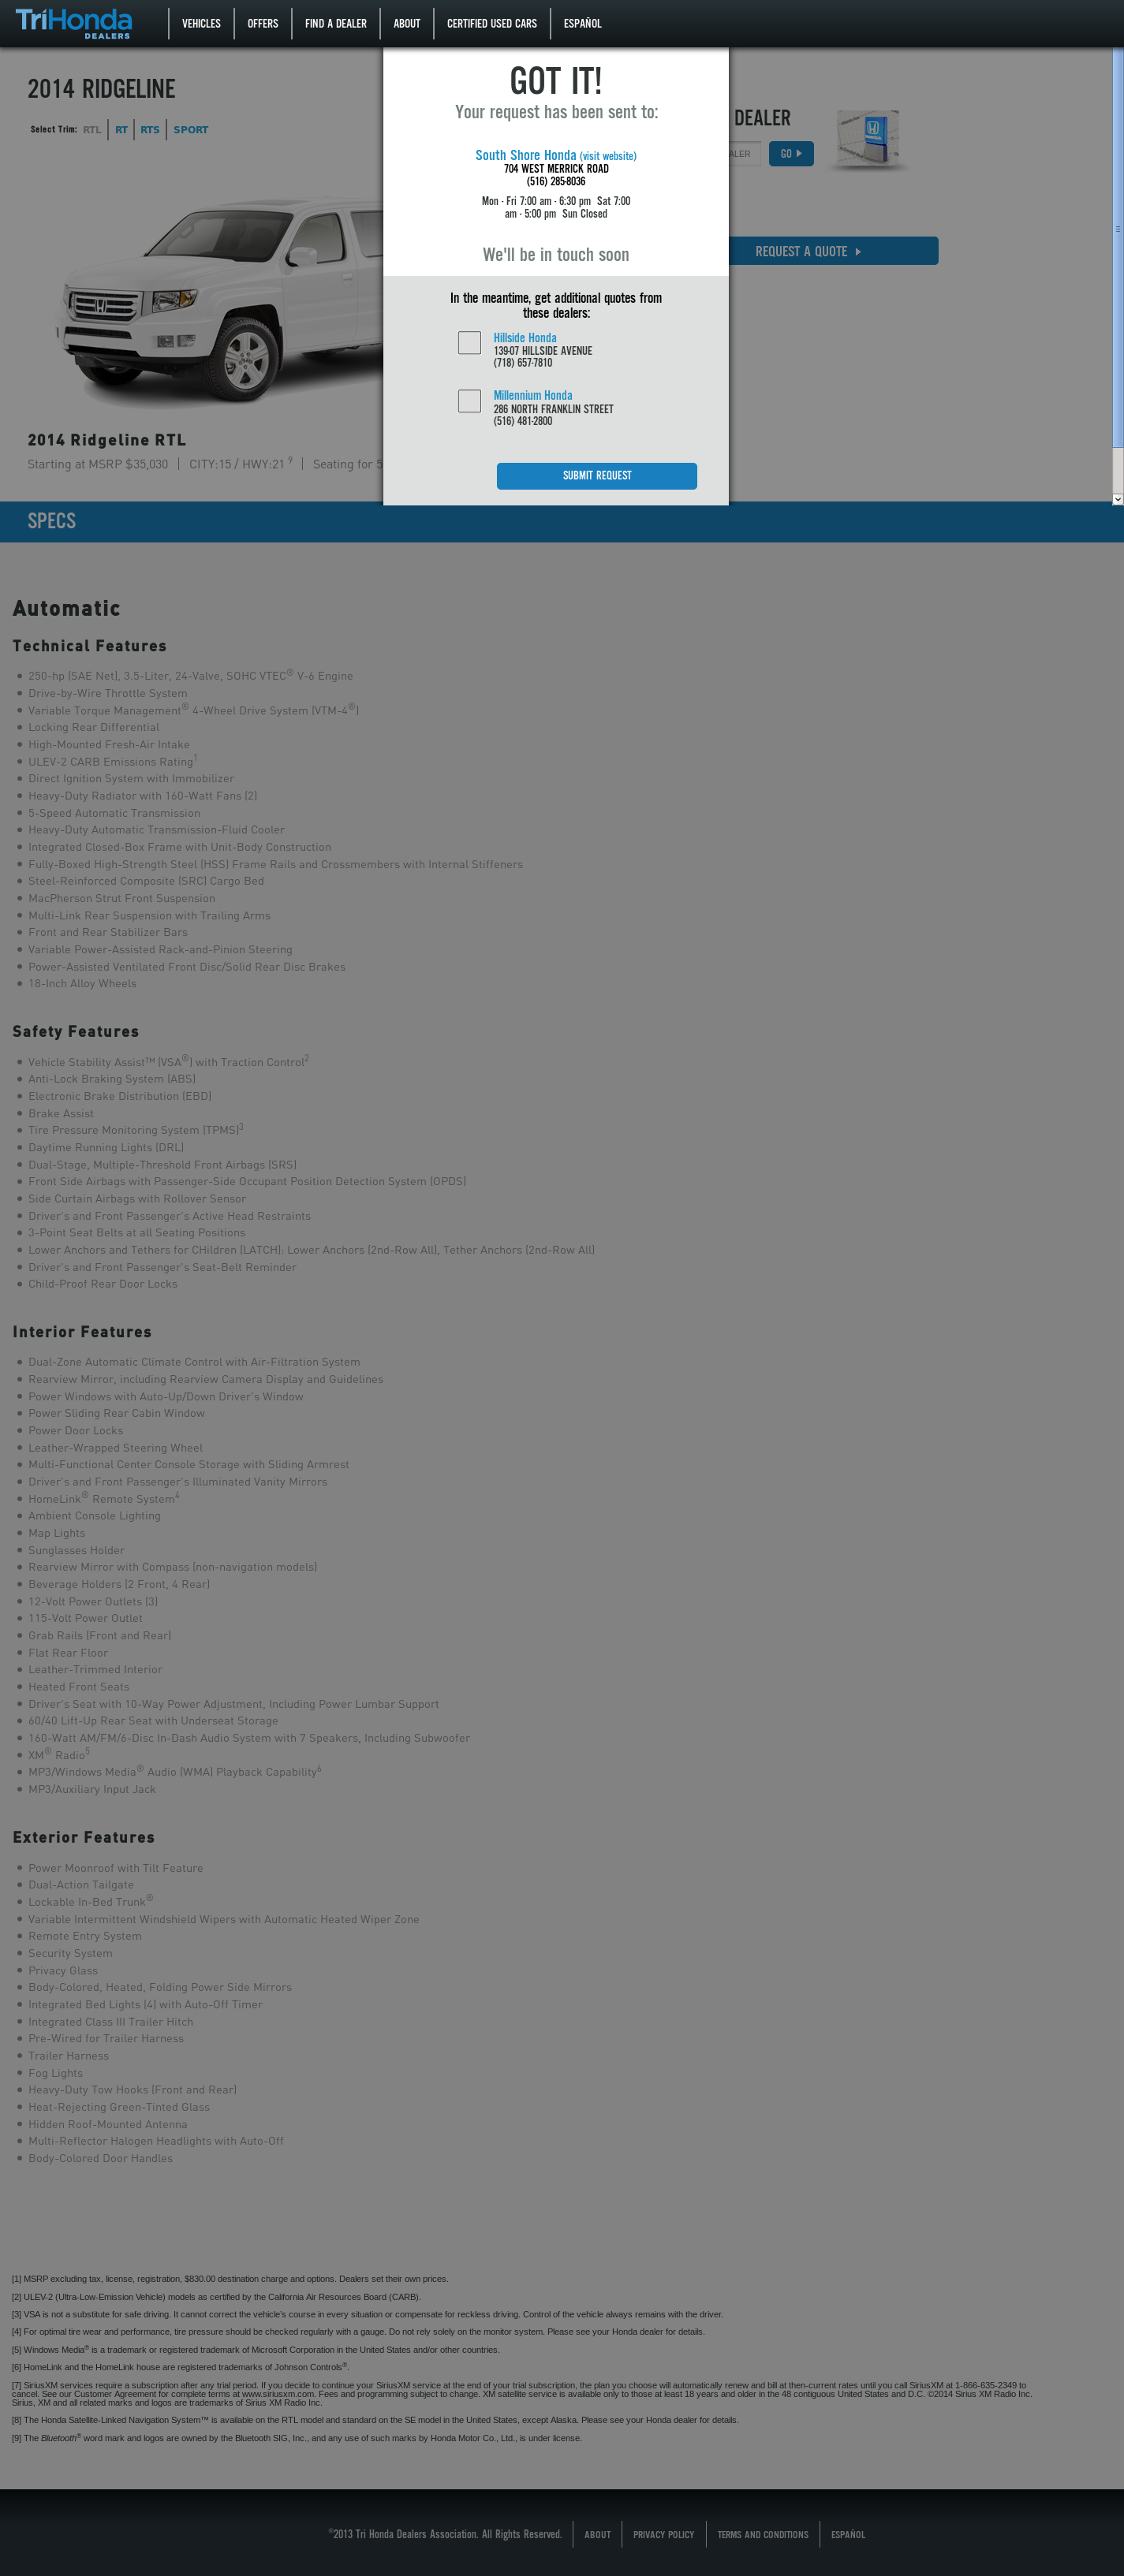 TriHonda
DEALERS
VEHICLES
OFFERS
FIND A DEALER
ABOUT
CERTIFIED USED CARS
ESPAÑOL
2014 RIDGELINE
Select Trim: RTL RT RTS SPORT
GOT IT!
Your request has been sent to:
South Shore Honda (visit website)
704 WEST MERRICK ROAD
(516) 285-8036
Mon - Fri 7:00 am - 6:30 pm Sat 7:00
am - 5:00 pm Sun Closed
We'll be in touch soon
In the meantime, get additional quotes from
these dealers:
Hillside Honda
139-07 HILLSIDE AVENUE
(718) 657-7810
Millennium Honda
286 NORTH FRANKLIN STREET
(516) 481-2800
SUBMIT REQUEST
DEALER
ALER
GO
REQUEST A QUOTE
2014 Ridgeline RTL
Starting at MSRP $35,030 | CITY:15 / HWY:21 9 | Seating for 5
SPECS
Automatic
Technical Features
250-hp (SAE Net), 3.5-Liter, 24-Valve, SOHC VTEC® V-6 Engine
Drive-by-Wire Throttle System
Variable Torque Management® 4-Wheel Drive System (VTM-4®)
Locking Rear Differential
High-Mounted Fresh-Air Intake
ULEV-2 CARB Emissions Rating1
Direct Ignition System with Immobilizer
Heavy-Duty Radiator with 160-Watt Fans (2)
5-Speed Automatic Transmission
Heavy-Duty Automatic Transmission-Fluid Cooler
Integrated Closed-Box Frame with Unit-Body Construction
Fully-Boxed High-Strength Steel (HSS) Frame Rails and Crossmembers with Internal Stiffeners
Steel-Reinforced Composite (SRC) Cargo Bed
MacPherson Strut Front Suspension
Multi-Link Rear Suspension with Trailing Arms
Front and Rear Stabilizer Bars
Variable Power-Assisted Rack-and-Pinion Steering
Power-Assisted Ventilated Front Disc/Solid Rear Disc Brakes
18-Inch Alloy Wheels
Safety Features
Vehicle Stability Assist™ (VSA®) with Traction Control2
Anti-Lock Braking System (ABS)
Electronic Brake Distribution (EBD)
Brake Assist
Tire Pressure Monitoring System (TPMS)3
Daytime Running Lights (DRL)
Dual-Stage, Multiple-Threshold Front Airbags (SRS)
Front Side Airbags with Passenger-Side Occupant Position Detection System (OPDS)
Side Curtain Airbags with Rollover Sensor
Driver's and Front Passenger's Active Head Restraints
3-Point Seat Belts at all Seating Positions
Lower Anchors and Tethers for CHildren (LATCH): Lower Anchors (2nd-Row All), Tether Anchors (2nd-Row All)
Driver's and Front Passenger's Seat-Belt Reminder
Child-Proof Rear Door Locks
Interior Features
Dual-Zone Automatic Climate Control with Air-Filtration System
Rearview Mirror, including Rearview Camera Display and Guidelines
Power Windows with Auto-Up/Down Driver's Window
Power Sliding Rear Cabin Window
Power Door Locks
Leather-Wrapped Steering Wheel
Multi-Functional Center Console Storage with Sliding Armrest
Driver's and Front Passenger's Illuminated Vanity Mirrors
HomeLink® Remote System4
Ambient Console Lighting
Map Lights
Sunglasses Holder
Rearview Mirror with Compass (non-navigation models)
Beverage Holders (2 Front, 4 Rear)
12-Volt Power Outlets (3)
115-Volt Power Outlet
Grab Rails (Front and Rear)
Flat Rear Floor
Leather-Trimmed Interior
Heated Front Seats
Driver's Seat with 10-Way Power Adjustment, Including Power Lumbar Support
60/40 Lift-Up Rear Seat with Underseat Storage
160-Watt AM/FM/6-Disc In-Dash Audio System with 7 Speakers, Including Subwoofer
XM® Radio5
MP3/Windows Media® Audio (WMA) Playback Capability6
MP3/Auxiliary Input Jack
Exterior Features
Power Moonroof with Tilt Feature
Dual-Action Tailgate
Lockable In-Bed Trunk®
Variable Intermittent Windshield Wipers with Automatic Heated Wiper Zone
Remote Entry System
Security System
Privacy Glass
Body-Colored, Heated, Folding Power Side Mirrors
Integrated Bed Lights (4) with Auto-Off Timer
Integrated Class III Trailer Hitch
Pre-Wired for Trailer Harness
Trailer Harness
Fog Lights
Heavy-Duty Tow Hooks (Front and Rear)
Heat-Rejecting Green-Tinted Glass
Hidden Roof-Mounted Antenna
Multi-Reflector Halogen Headlights with Auto-Off
Body-Colored Door Handles
[1] MSRP excluding tax, license, registration, $830.00 destination charge and options. Dealers set their own prices.
[2] ULEV-2 (Ultra-Low-Emission Vehicle) models as certified by the California Air Resources Board (CARB).
[3] VSA is not a substitute for safe driving. It cannot correct the vehicle's course in every situation or compensate for reckless driving. Control of the vehicle always remains with the driver.
[4] For optimal tire wear and performance, tire pressure should be checked regularly with a gauge. Do not rely solely on the monitor system. Please see your Honda dealer for details.
[5] Windows Media® is a trademark or registered trademark of Microsoft Corporation in the United States and/or other countries.
[6] HomeLink and the HomeLink house are registered trademarks of Johnson Controls®.
[7] SiriusXM services require a subscription after any trial period. If you decide to continue your SiriusXM service at the end of your trial subscription, the plan you choose will automatically renew and bill at then-current rates until you call SiriusXM at 1-866-635-2349 to
cancel. See our Customer Agreement for complete terms at www.siriusxm.com. Fees and programming subject to change. XM satellite service is available only to those at least 18 years and older in the 48 contiguous United States and D.C. ©2014 Sirius XM Radio Inc.
Sirius, XM and all related marks and logos are trademarks of Sirius XM Radio Inc.
[8] The Honda Satellite-Linked Navigation System™ is available on the RTL model and standard on the SE model in the United States, except Alaska. Please see your Honda dealer for details.
[9] The Bluetooth® word mark and logos are owned by the Bluetooth SIG, Inc., and any use of such marks by Honda Motor Co., Ltd., is under license.
©2013 Tri Honda Dealers Association. All Rights Reserved.
ABOUT
PRIVACY POLICY
TERMS AND CONDITIONS
ESPAÑOL